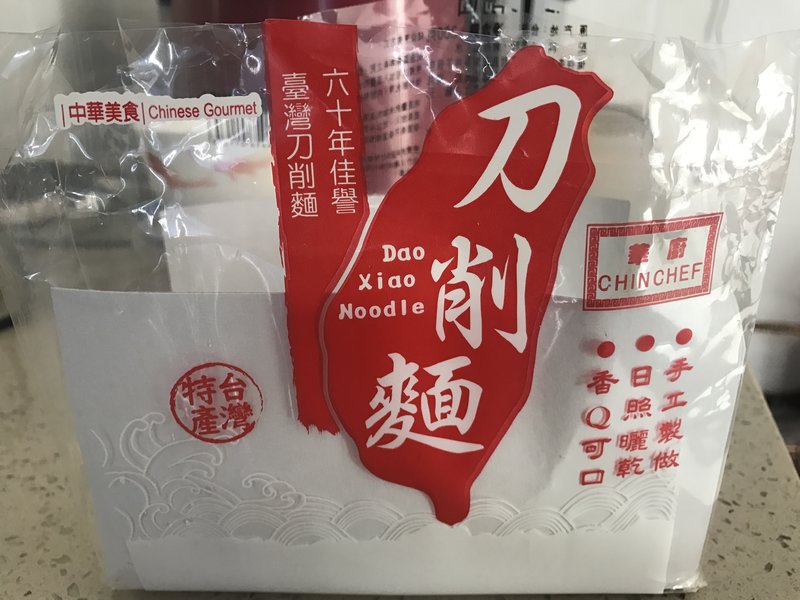 中華美食 Chinese Gourmet
六十年佳譽
臺灣刀削麵
刀削麵
Dao
Xiao
Noodle
華廚
CHIN CHEF
手工製做
日照曬乾
香Q可口
台灣
特產